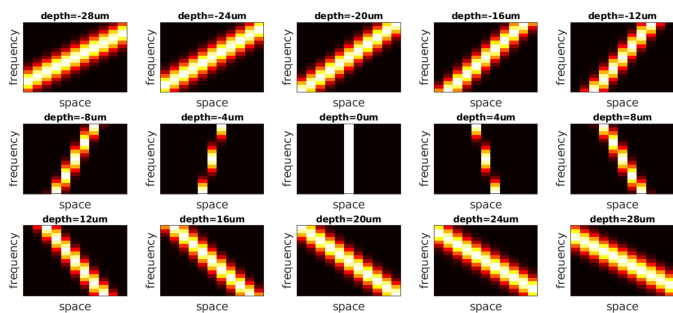 depth=-28um depth=-24um depth=-20um depth=-16um depth=-12um
frequency frequency frequency frequency frequency
space space space space space
depth=-8um depth=-4um depth=0um depth=4um depth=8um
frequency frequency frequency frequency frequency
space space space space space
depth=12um depth=16um depth=20um depth=24um depth=28um
frequency frequency frequency frequency frequency
space space space space space